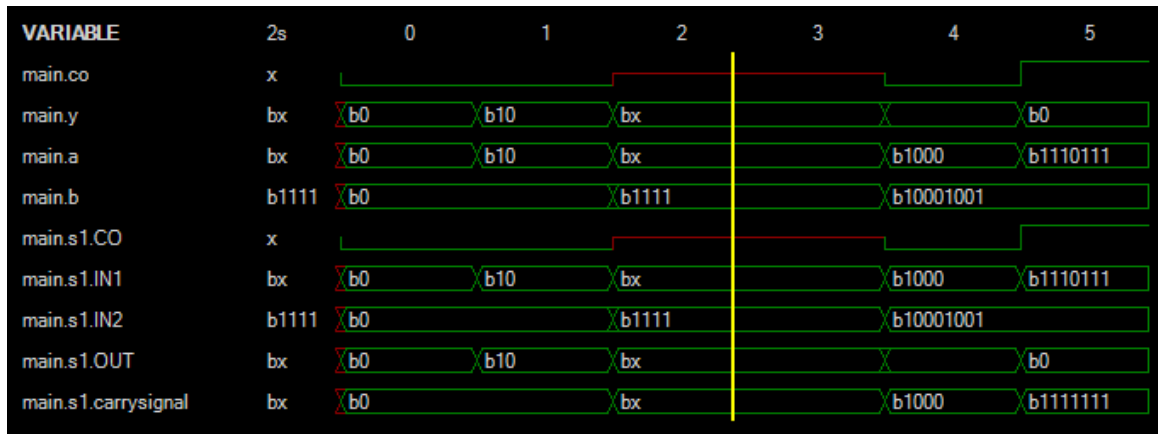 VARIABLE 2s 0 1 2 3 4 5
main.co x
main.y bx b0 b10 bx b0
main.a bx b0 b10 bx b1000 b1110111
main.b b1111 b0 b1111 b10001001
main.s1.CO x
main.s1.IN1 bx b0 b10 bx b1000 b1110111
main.s1.IN2 b1111 b0 b1111 b10001001
main.s1.OUT bx b0 b10 bx b0
main.s1.carrysignal bx b0 bx b1000 b1111111